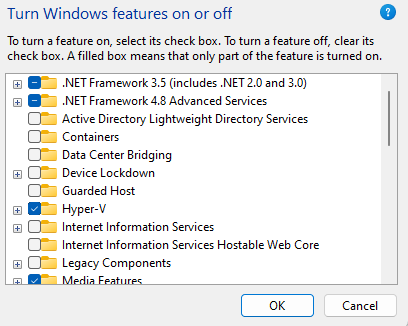 Turn Windows features on or off
?
To turn a feature on, select its check box. To turn a feature off, clear its
check box. A filled box means that only part of the feature is turned on.
.NET Framework 3.5 (includes .NET 2.0 and 3.0)
.NET Framework 4.8 Advanced Services
Active Directory Lightweight Directory Services
Containers
Data Center Bridging
Device Lockdown
Guarded Host
Hyper-V
Internet Information Services
Internet Information Services Hostable Web Core
Legacy Components
Media Features
OK
Cancel